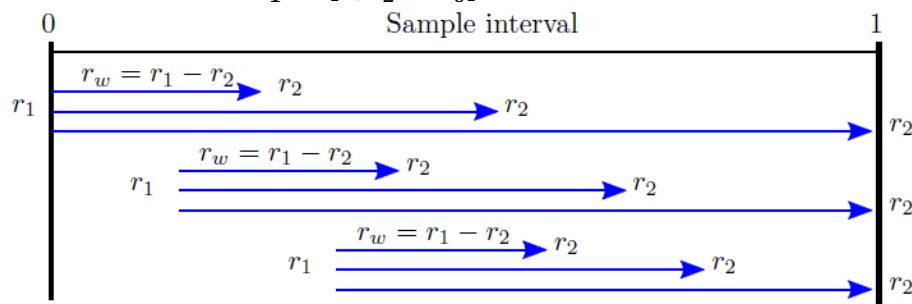 0 Sample interval 1
r_w = r_1 − r_2 r_2
r_1 r_2
r_2
r_w = r_1 − r_2 r_2
r_1 r_2
r_2
r_w = r_1 − r_2 r_2
r_1 r_2
r_2